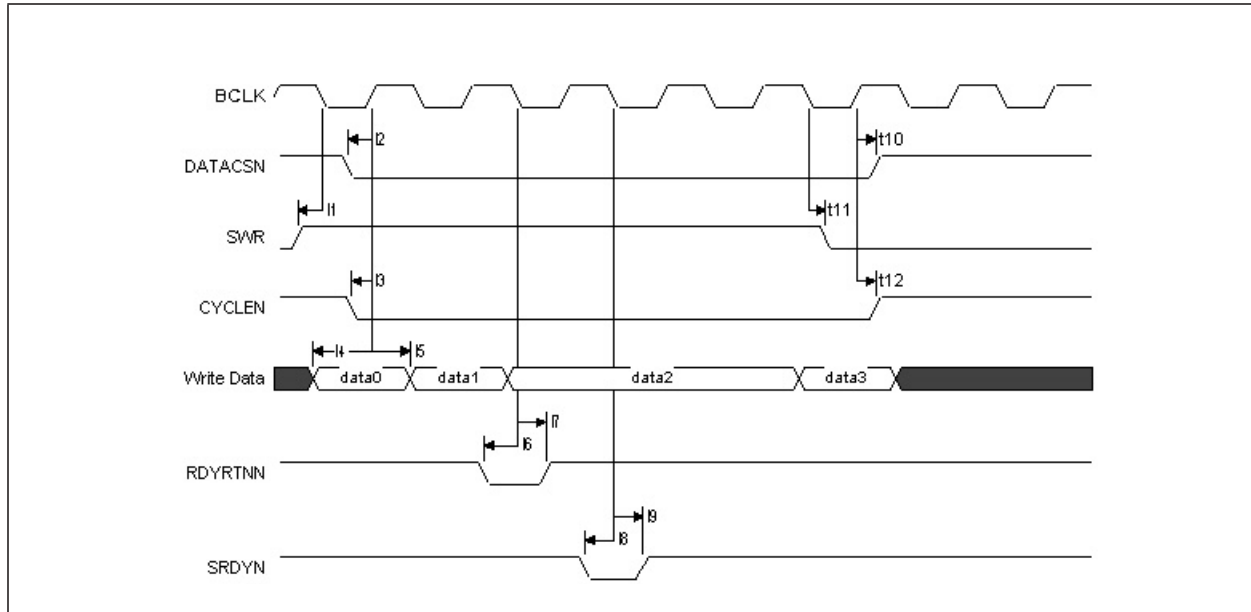 BCLK
t2
t10
DATACSN
t1
t11
SWR
t3
t12
CYCLEN
t4
t5
Write Data
data0
data1
data2
data3
t7
t6
RDYRTNN
t9
t8
SRDYN